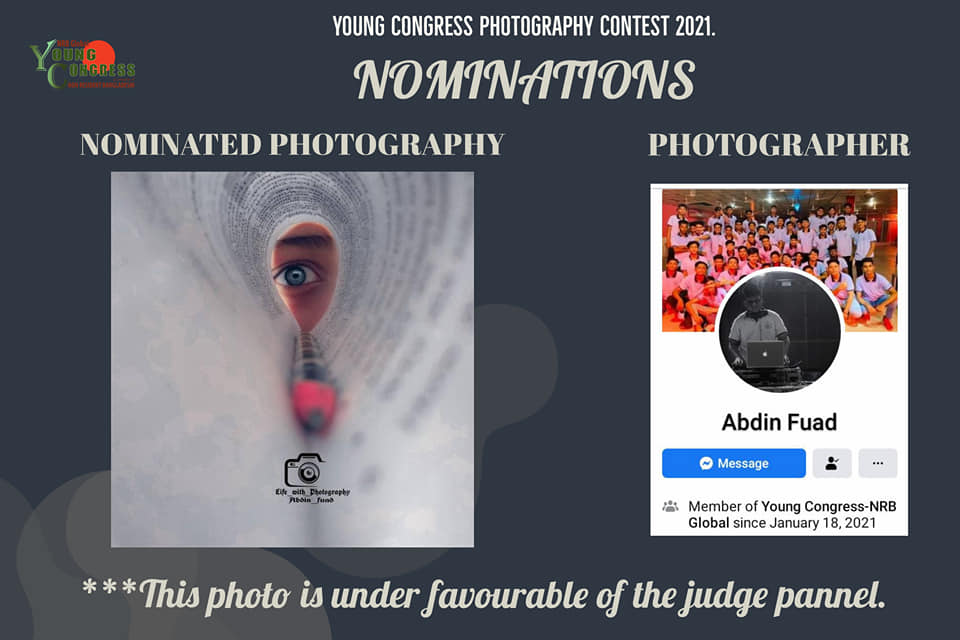 YOUNG CONGRESS PHOTOGRAPHY CONTEST 2021.
YOUNG
CONGRESS
NOMINATIONS
NOMINATED PHOTOGRAPHY
PHOTOGRAPHER
Life_with_Photography
Abdin_fuad
Abdin Fuad
Message
Member of Young Congress-NRB
Global since January 18, 2021
***This photo is under favourable of the judge pannel.